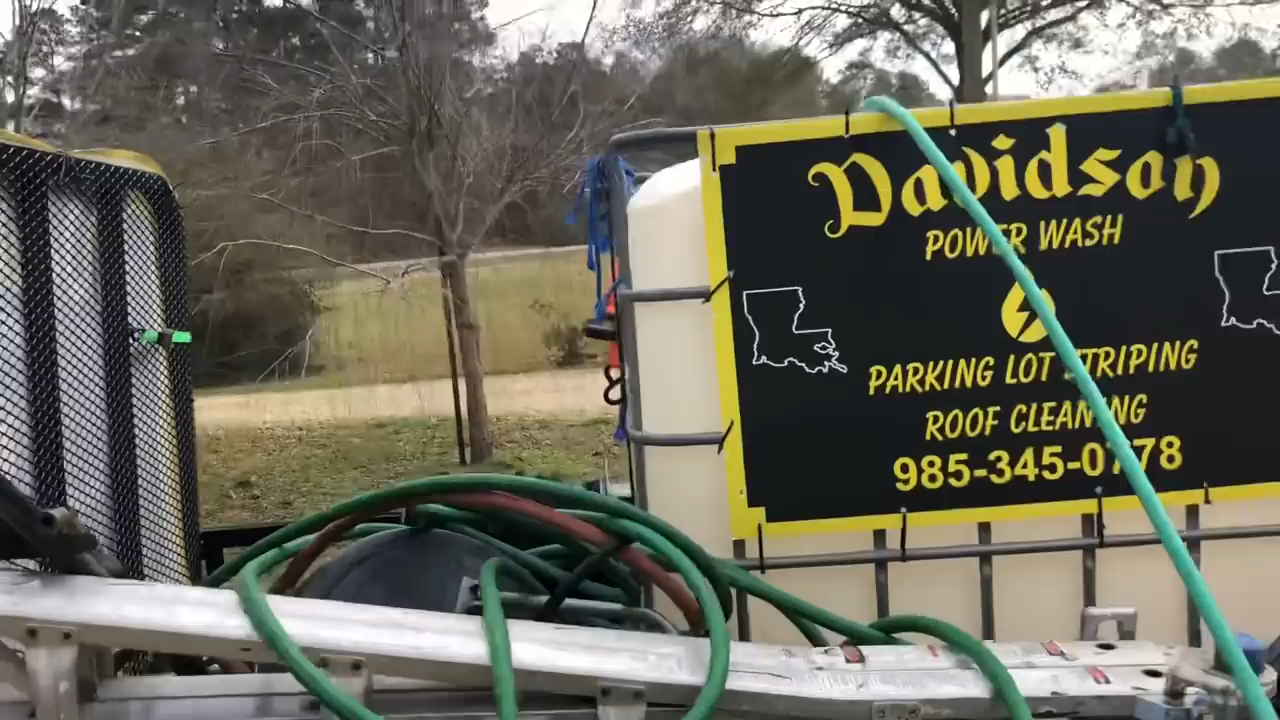 Davidson
POWER WASH
PARKING LOT STRIPING
ROOF CLEANING
985-345-0778